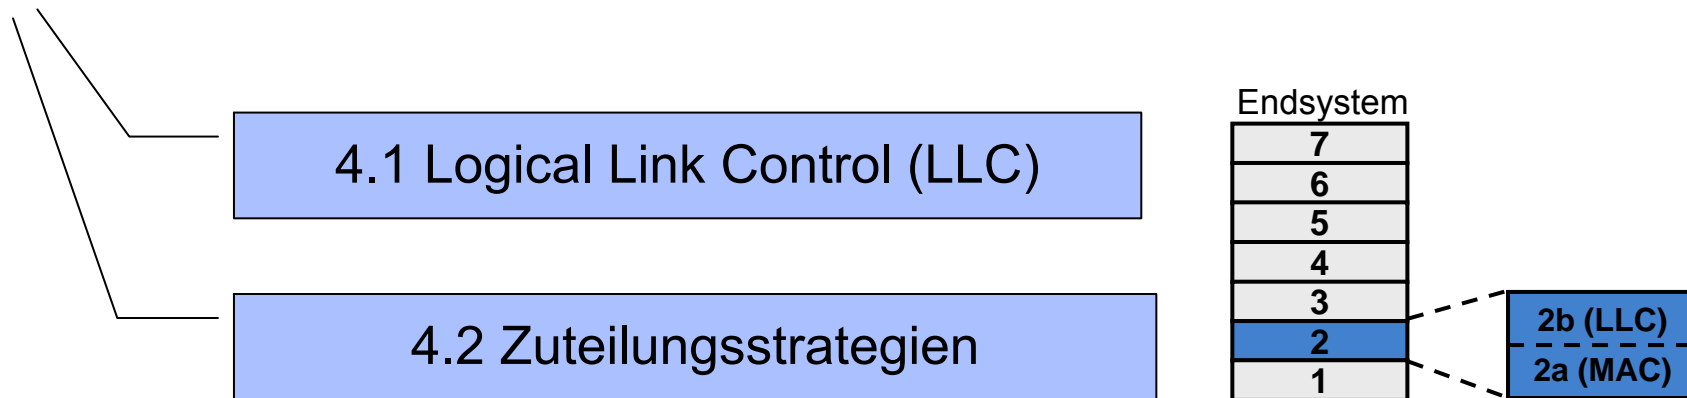 Endsystem
4.1 Logical Link Control (LLC)
7
6
5
4
3
2
1
4.2 Zuteilungsstrategien
2b (LLC)
2a (MAC)